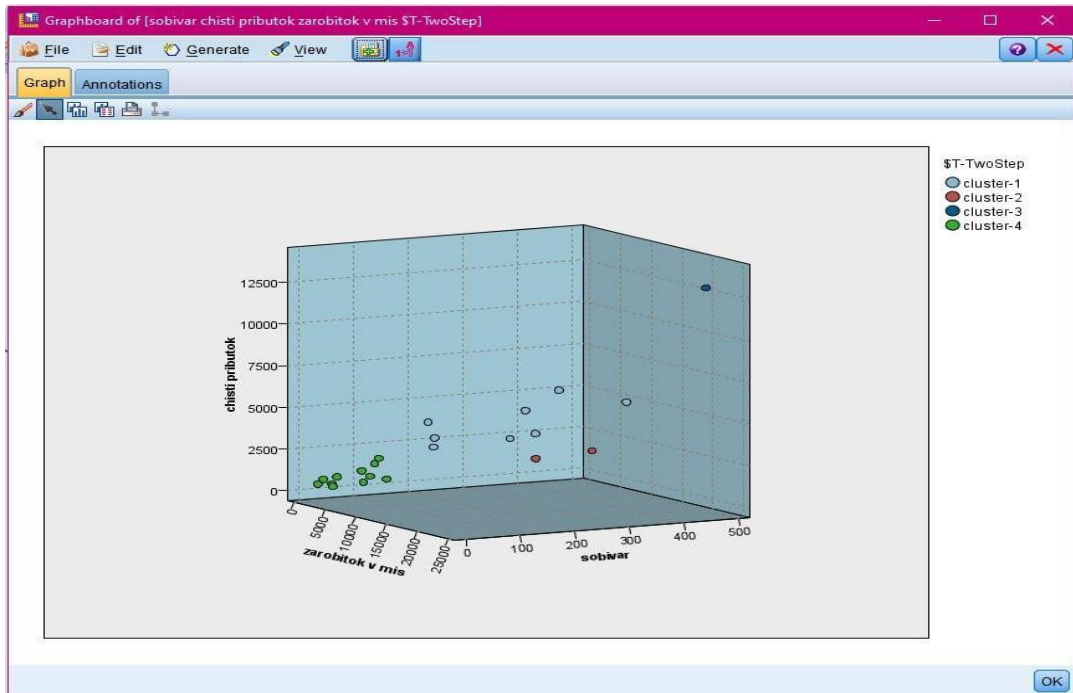 Graphboard of [sobivar chisti pributok zarobitok v mis $T-TwoStep]
File Edit Generate View
Graph Annotations
$T-TwoStep
cluster-1
cluster-2
cluster-3
cluster-4
chisti pributok
12500
10000
7500
5000
2500
0
zarobitok v mis
0
5000
10000
15000
20000
25000
sobivar
0
100
200
300
400
500
OK